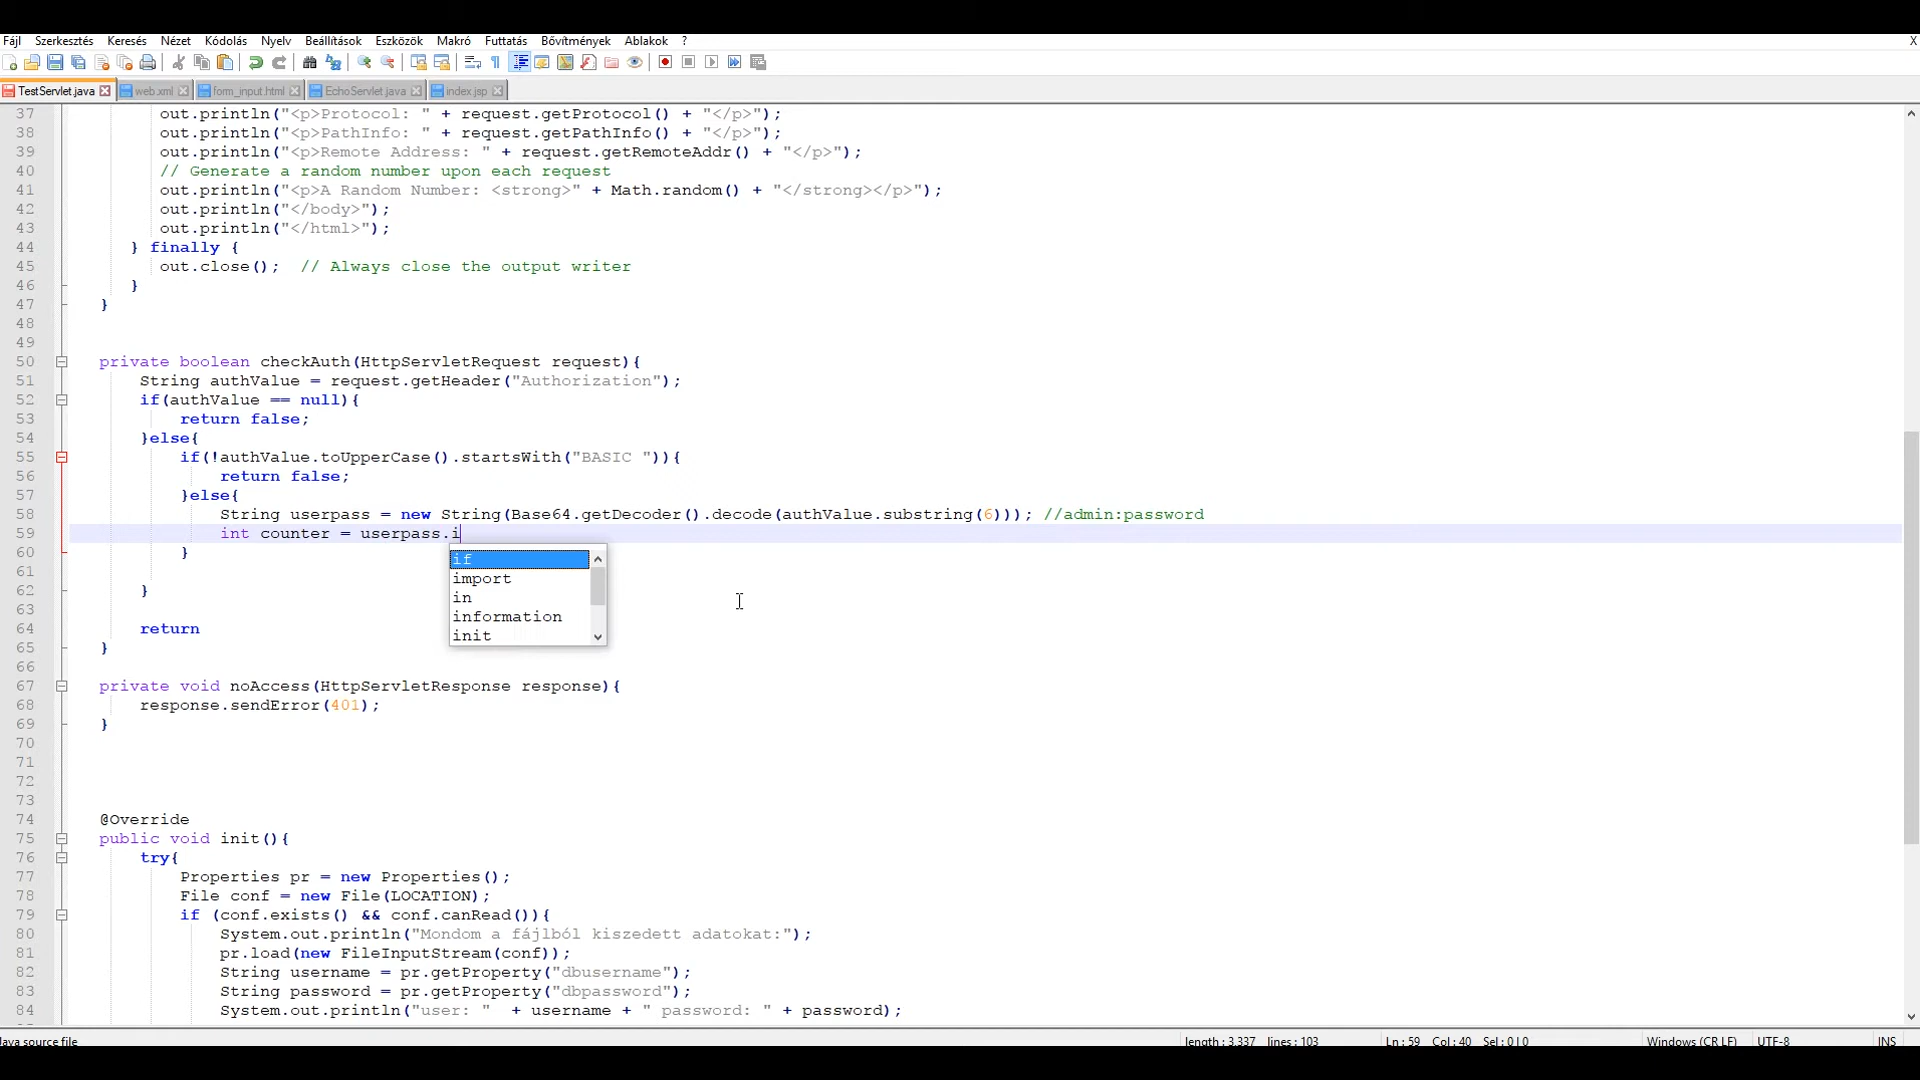 Fájl Szerkesztés Keresés Nézet Kódolás Nyelv Beállítások Eszközök Makró Futtatás Bővítmények Ablakok ? X
TestServlet.java web.xml form_input.html EchoServlet.java index.jsp
37 out.println("<p>Protocol: " + request.getProtocol() + "</p>");
38 out.println("<p>PathInfo: " + request.getPathInfo() + "</p>");
39 out.println("<p>Remote Address: " + request.getRemoteAddr() + "</p>");
40 // Generate a random number upon each request
41 out.println("<p>A Random Number: <strong>" + Math.random() + "</strong></p>");
42 out.println("</body>");
43 out.println("</html>");
44 } finally {
45 out.close(); // Always close the output writer
46 }
47 }
48
49
50 private boolean checkAuth(HttpServletRequest request){
51 String authValue = request.getHeader("Authorization");
52 if(authValue == null){
53 return false;
54 }else{
55 if(!authValue.toUpperCase().startsWith("BASIC ")){
56 return false;
57 }else{
58 String userpass = new String(Base64.getDecoder().decode(authValue.substring(6))); //admin:password
59 int counter = userpass.i
60 }
if
import
in
information
init
61
62 }
63
64 return
65 }
66
67 private void noAccess(HttpServletResponse response){
68 response.sendError(401);
69 }
70
71
72
73
74 @Override
75 public void init(){
76 try{
77 Properties pr = new Properties();
78 File conf = new File(LOCATION);
79 if (conf.exists() && conf.canRead()){
80 System.out.println("Mondom a fájlból kiszedett adatokat:");
81 pr.load(new FileInputStream(conf));
82 String username = pr.getProperty("dbusername");
83 String password = pr.getProperty("dbpassword");
84 System.out.println("user: " + username + " password: " + password);
Java source file length : 3.337 lines : 103 Ln : 59 Col : 40 Sel : 0 | 0 Windows (CR LF) UTF-8 INS